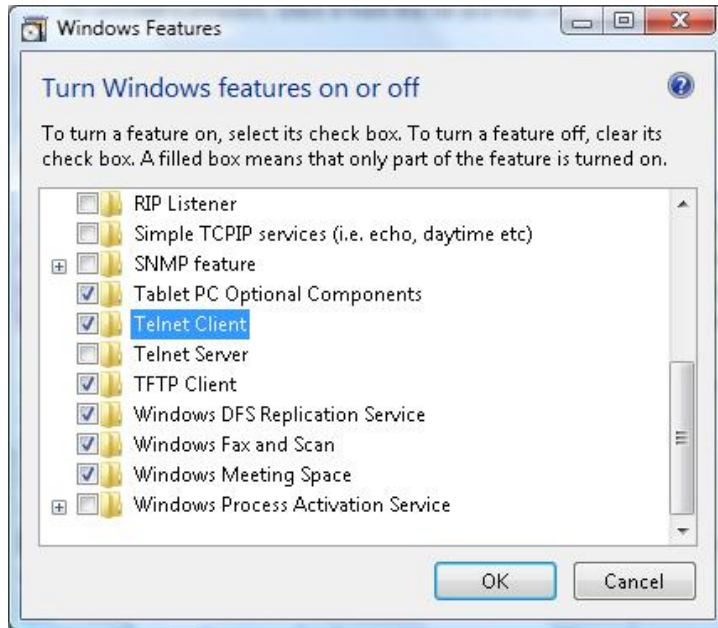 Windows Features
Turn Windows features on or off
To turn a feature on, select its check box. To turn a feature off, clear its
check box. A filled box means that only part of the feature is turned on.
RIP Listener
Simple TCPIP services (i.e. echo, daytime etc)
SNMP feature
Tablet PC Optional Components
Telnet Client
Telnet Server
TFTP Client
Windows DFS Replication Service
Windows Fax and Scan
Windows Meeting Space
Windows Process Activation Service
OK Cancel